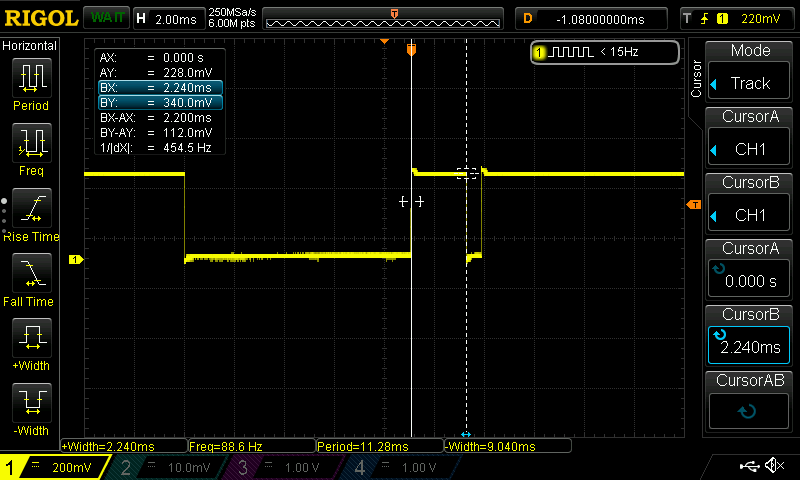 RIGOL WAIT H 2.00ms 250MSa/s 6.00M pts T D -1.08000000ms T 1 220mV
Horizontal
Period
Freq
Rise Time
Fall Time
+Width
-Width
AX: = 0.000 s
AY: = 228.0mV
BX: = 2.240ms
BY: = 340.0mV
BX-AX: = 2.200ms
BY-AY: = 112.0mV
1/|dX|: = 454.5 Hz
T
1 < 15Hz
T
1
Cursor
Mode
Track
CursorA
CH1
CursorB
CH1
CursorA
0.000 s
CursorB
2.240ms
CursorAB
+Width=2.240ms Freq=88.6 Hz Period=11.28ms -Width=9.040ms
1 = 200mV 2 = 10.0mV 3 = 1.00 V 4 = 1.00 V